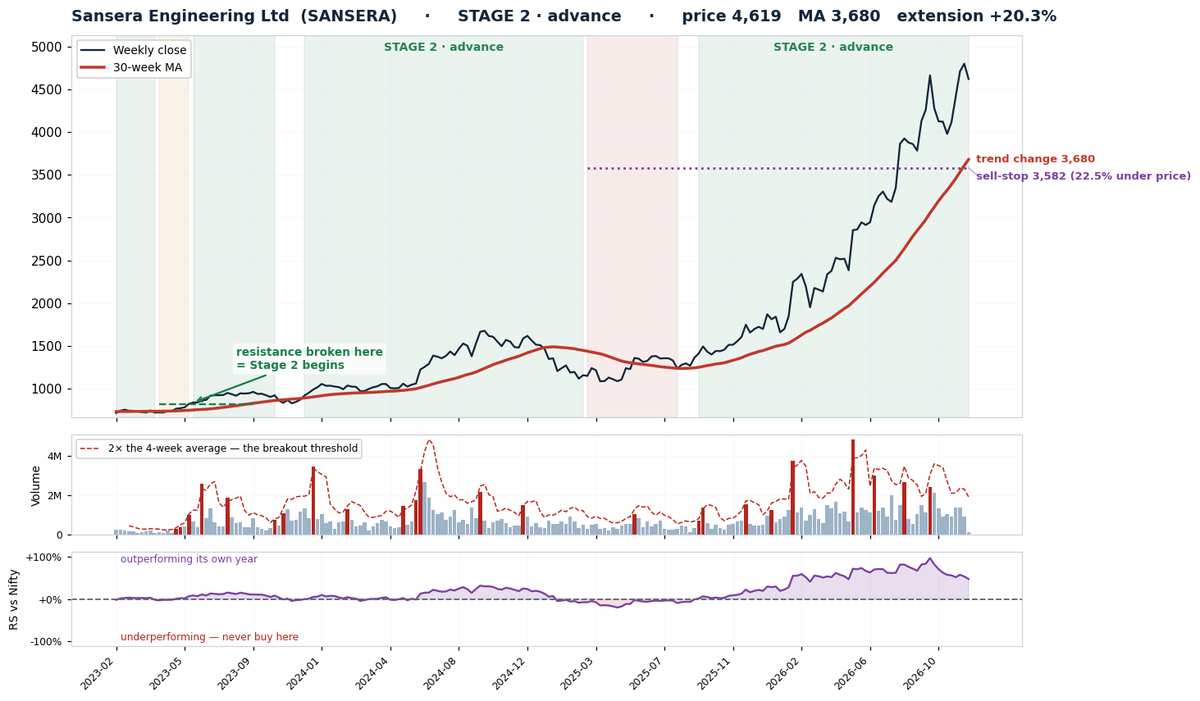 Sansera Engineering Ltd (SANSERA) · STAGE 2 · advance · price 4,619 MA 3,680 extension +20.3%
5000
4500
4000
3500
3000
2500
2000
1500
1000
Weekly close
30-week MA
STAGE 2 · advance
STAGE 2 · advance
trend change 3,680
sell-stop 3,582 (22.5% under price)
resistance broken here
= Stage 2 begins
Volume
4M
2M
0
2× the 4-week average — the breakout threshold
RS vs Nifty
+100%
+0%
-100%
outperforming its own year
underperforming — never buy here
2023-02
2023-05
2023-09
2024-01
2024-04
2024-08
2024-12
2025-03
2025-07
2025-11
2026-02
2026-06
2026-10